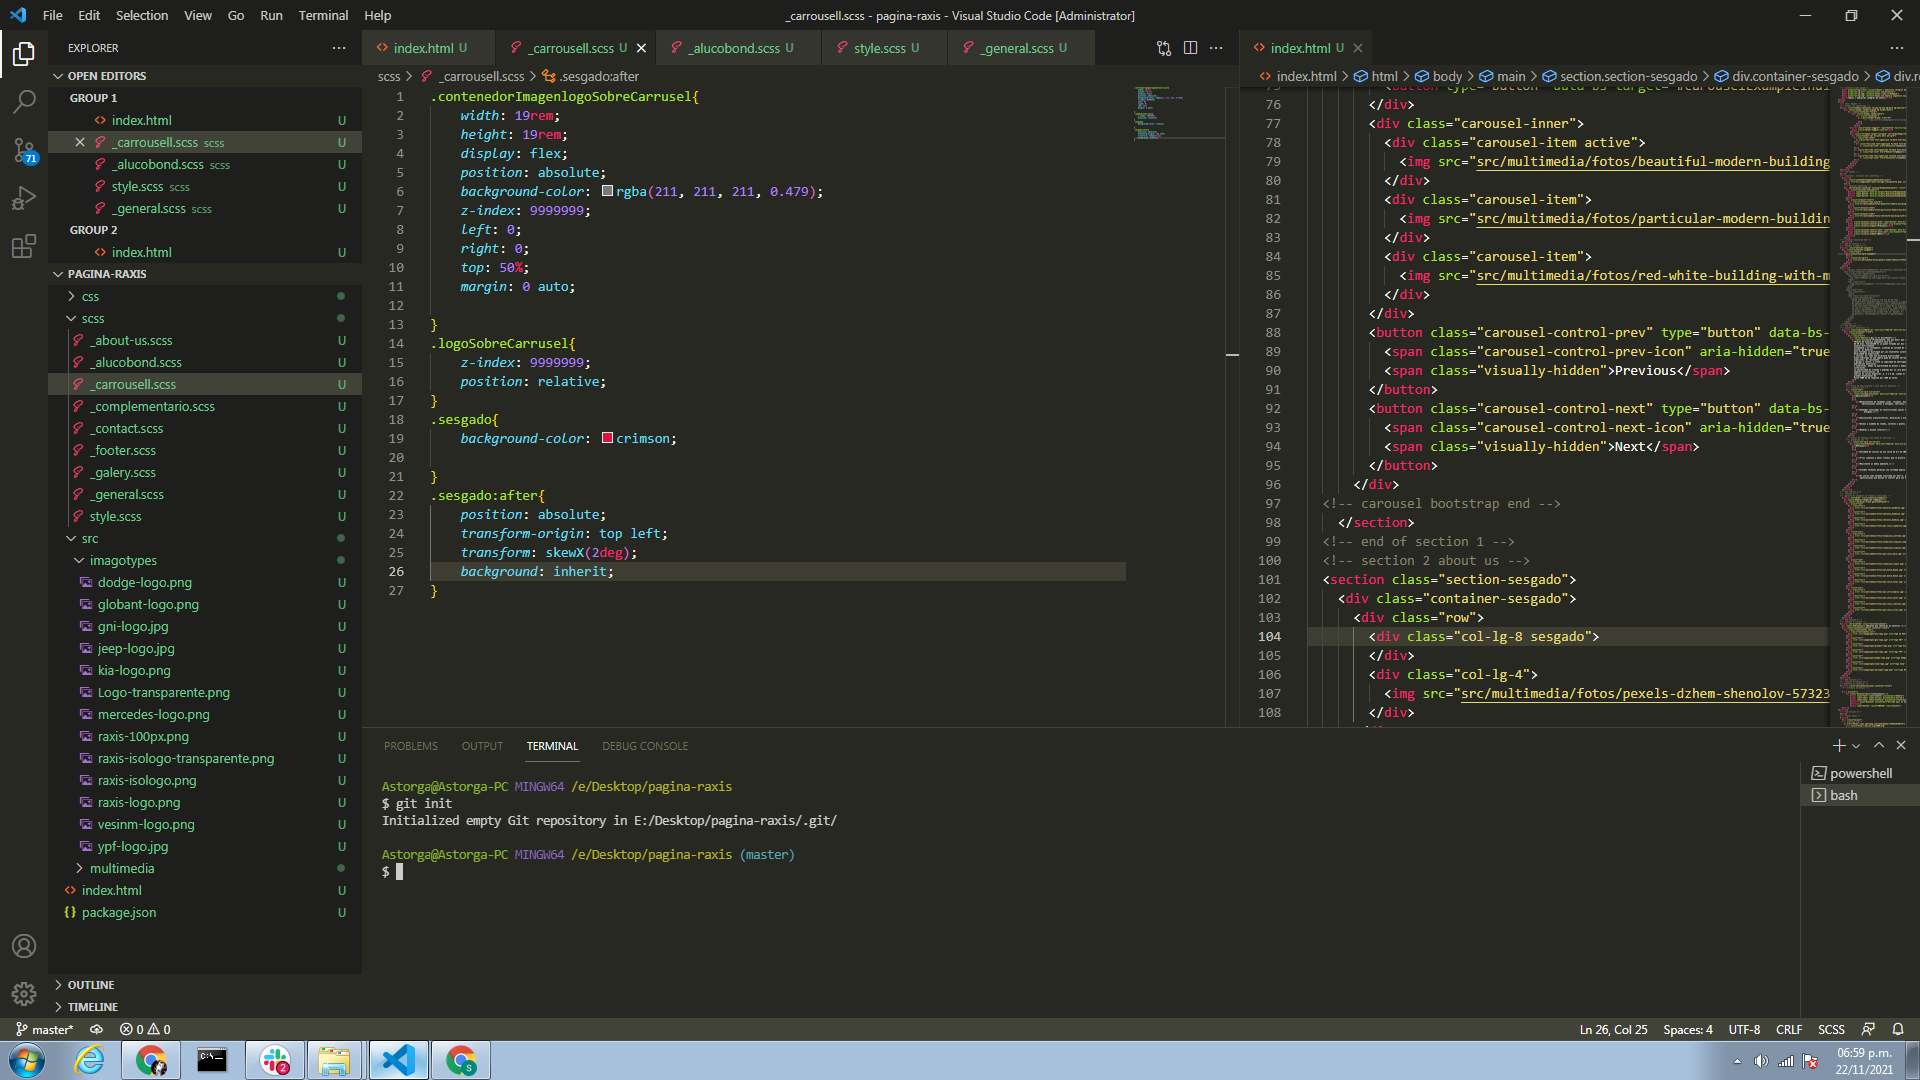 File Edit Selection View Go Run Terminal Help
_carrousell.scss - pagina-raxis - Visual Studio Code [Administrator]
EXPLORER
OPEN EDITORS
GROUP 1
index.html U
_carrousell.scss scss U
_alucobond.scss scss U
style.scss scss U
_general.scss scss U
GROUP 2
index.html U
PAGINA-RAXIS
css
scss
_about-us.scss U
_alucobond.scss U
_carrousell.scss U
_complementario.scss U
_contact.scss U
_footer.scss U
_galery.scss U
_general.scss U
style.scss U
src
imagotypes
dodge-logo.png U
globant-logo.png U
gni-logo.jpg U
jeep-logo.jpg U
kia-logo.png U
Logo-transparente.png U
mercedes-logo.png U
raxis-100px.png U
raxis-isologo-transparente.png U
raxis-isologo.png U
raxis-logo.png U
vesinm-logo.png U
ypf-logo.jpg U
multimedia
index.html U
package.json U
OUTLINE
TIMELINE
71
index.html U _carrousell.scss U _alucobond.scss U style.scss U _general.scss U
scss > _carrousell.scss > .sesgado:after
1 .contenedorImagenlogoSobreCarrusel{
2 width: 19rem;
3 height: 19rem;
4 display: flex;
5 position: absolute;
6 background-color: rgba(211, 211, 211, 0.479);
7 z-index: 9999999;
8 left: 0;
9 right: 0;
10 top: 50%;
11 margin: 0 auto;
12
13 }
14 .logoSobreCarrusel{
15 z-index: 9999999;
16 position: relative;
17 }
18 .sesgado{
19 background-color: crimson;
20
21 }
22 .sesgado:after{
23 position: absolute;
24 transform-origin: top left;
25 transform: skewX(2deg);
26 background: inherit;
27 }
index.html U
index.html > html > body > main > section.section-sesgado > div.container-sesgado > div.r
76 </div>
77 <div class="carousel-inner">
78 <div class="carousel-item active">
79 <img src="src/multimedia/fotos/beautiful-modern-building
80 </div>
81 <div class="carousel-item">
82 <img src="src/multimedia/fotos/particular-modern-buildin
83 </div>
84 <div class="carousel-item">
85 <img src="src/multimedia/fotos/red-white-building-with-m
86 </div>
87 </div>
88 <button class="carousel-control-prev" type="button" data-bs-
89 <span class="carousel-control-prev-icon" aria-hidden="true
90 <span class="visually-hidden">Previous</span>
91 </button>
92 <button class="carousel-control-next" type="button" data-bs-
93 <span class="carousel-control-next-icon" aria-hidden="true
94 <span class="visually-hidden">Next</span>
95 </button>
96 </div>
97 <!-- carousel bootstrap end -->
98 </section>
99 <!-- end of section 1 -->
100 <!-- section 2 about us -->
101 <section class="section-sesgado">
102 <div class="container-sesgado">
103 <div class="row">
104 <div class="col-lg-8 sesgado">
105 </div>
106 <div class="col-lg-4">
107 <img src="src/multimedia/fotos/pexels-dzhem-shenolov-57323
108 </div>
PROBLEMS OUTPUT TERMINAL DEBUG CONSOLE
Astorga@Astorga-PC MINGW64 /e/Desktop/pagina-raxis
$ git init
Initialized empty Git repository in E:/Desktop/pagina-raxis/.git/
Astorga@Astorga-PC MINGW64 /e/Desktop/pagina-raxis (master)
$
powershell
bash
master* 0 0
Ln 26, Col 25 Spaces: 4 UTF-8 CRLF SCSS
06:59 p.m.
22/11/2021